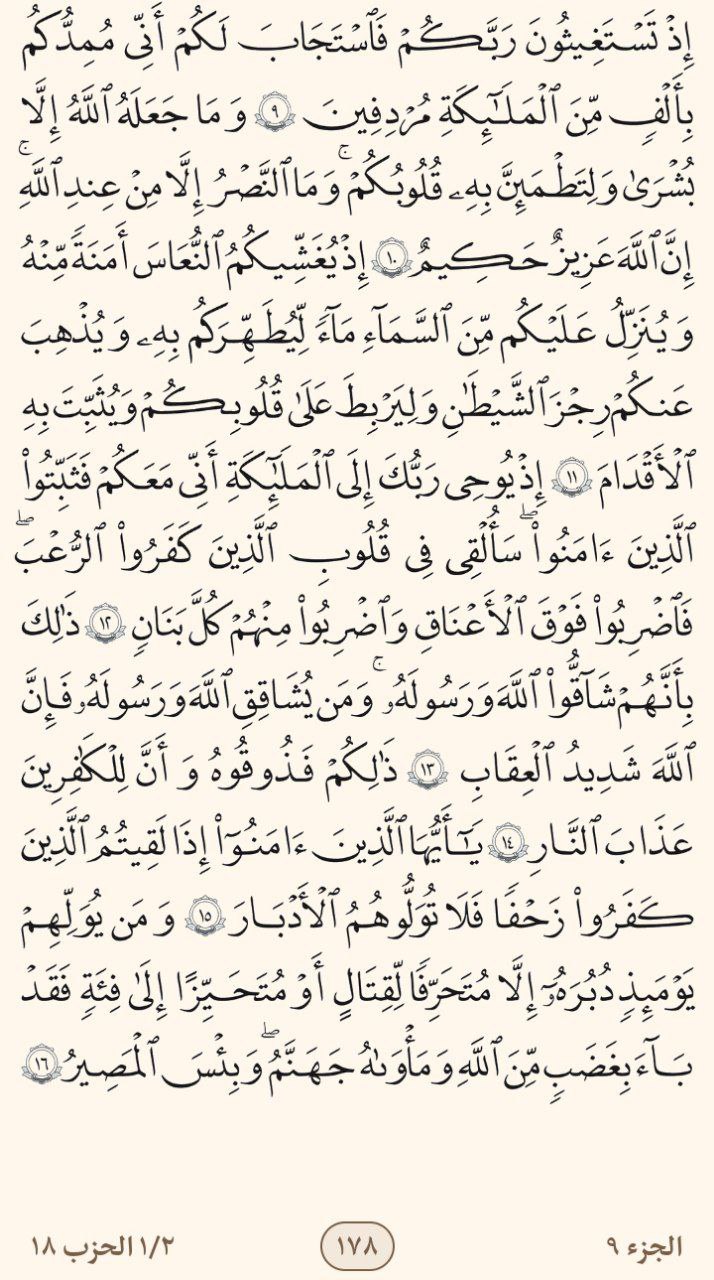 إِذۡ تَسۡتَغِيثُونَ رَبَّكُمۡ فَٱسۡتَجَابَ لَكُمۡ أَنِّي مُمِدُّكُم
بِأَلۡفٖ مِّنَ ٱلۡمَلَٰٓئِكَةِ مُرۡدِفِينَ ٩ وَمَا جَعَلَهُ ٱللَّهُ إِلَّا
بُشۡرَىٰ وَلِتَطۡمَئِنَّ بِهِۦ قُلُوبُكُمۡۚ وَمَا ٱلنَّصۡرُ إِلَّا مِنۡ عِندِ ٱللَّهِۚ
إِنَّ ٱللَّهَ عَزِيزٌ حَكِيمٌ ١٠ إِذۡ يُغَشِّيكُمُ ٱلنُّعَاسَ أَمَنَةٗ مِّنۡهُ
وَيُنَزِّلُ عَلَيۡكُم مِّنَ ٱلسَّمَآءِ مَآءٗ لِّيُطَهِّرَكُم بِهِۦ وَيُذۡهِبَ
عَنكُمۡ رِجۡزَ ٱلشَّيۡطَٰنِ وَلِيَرۡبِطَ عَلَىٰ قُلُوبِكُمۡ وَيُثَبِّتَ بِهِ
ٱلۡأَقۡدَامَ ١١ إِذۡ يُوحِي رَبُّكَ إِلَى ٱلۡمَلَٰٓئِكَةِ أَنِّي مَعَكُمۡ فَثَبِّتُواْ
ٱلَّذِينَ ءَامَنُواْۖ سَأُلۡقِي فِي قُلُوبِ ٱلَّذِينَ كَفَرُواْ ٱلرُّعۡبَۖ
فَٱضۡرِبُواْ فَوۡقَ ٱلۡأَعۡنَاقِ وَٱضۡرِبُواْ مِنۡهُمۡ كُلَّ بَنَانٖ ١٢ ذَٰلِكَ
بِأَنَّهُمۡ شَآقُّواْ ٱللَّهَ وَرَسُولَهُۥۚ وَمَن يُشَاقِقِ ٱللَّهَ وَرَسُولَهُۥ فَإِنَّ
ٱللَّهَ شَدِيدُ ٱلۡعِقَابِ ١٣ ذَٰلِكُمۡ فَذُوقُوهُ وَأَنَّ لِلۡكَٰفِرِينَ
عَذَابَ ٱلنَّارِ ١٤ يَٰٓأَيُّهَا ٱلَّذِينَ ءَامَنُوٓاْ إِذَا لَقِيتُمُ ٱلَّذِينَ
كَفَرُواْ زَحۡفٗا فَلَا تُوَلُّوهُمُ ٱلۡأَدۡبَارَ ١٥ وَمَن يُوَلِّهِمۡ
يَوۡمَئِذٖ دُبُرَهُۥٓ إِلَّا مُتَحَرِّفٗا لِّقِتَالٍ أَوۡ مُتَحَيِّزًا إِلَىٰ فِئَةٖ فَقَدۡ
بَآءَ بِغَضَبٖ مِّنَ ٱللَّهِ وَمَأۡوَىٰهُ جَهَنَّمُۖ وَبِئۡسَ ٱلۡمَصِيرُ ١٦
الجزء ٩ ١٧٨ ١/٢ الحزب ١٨